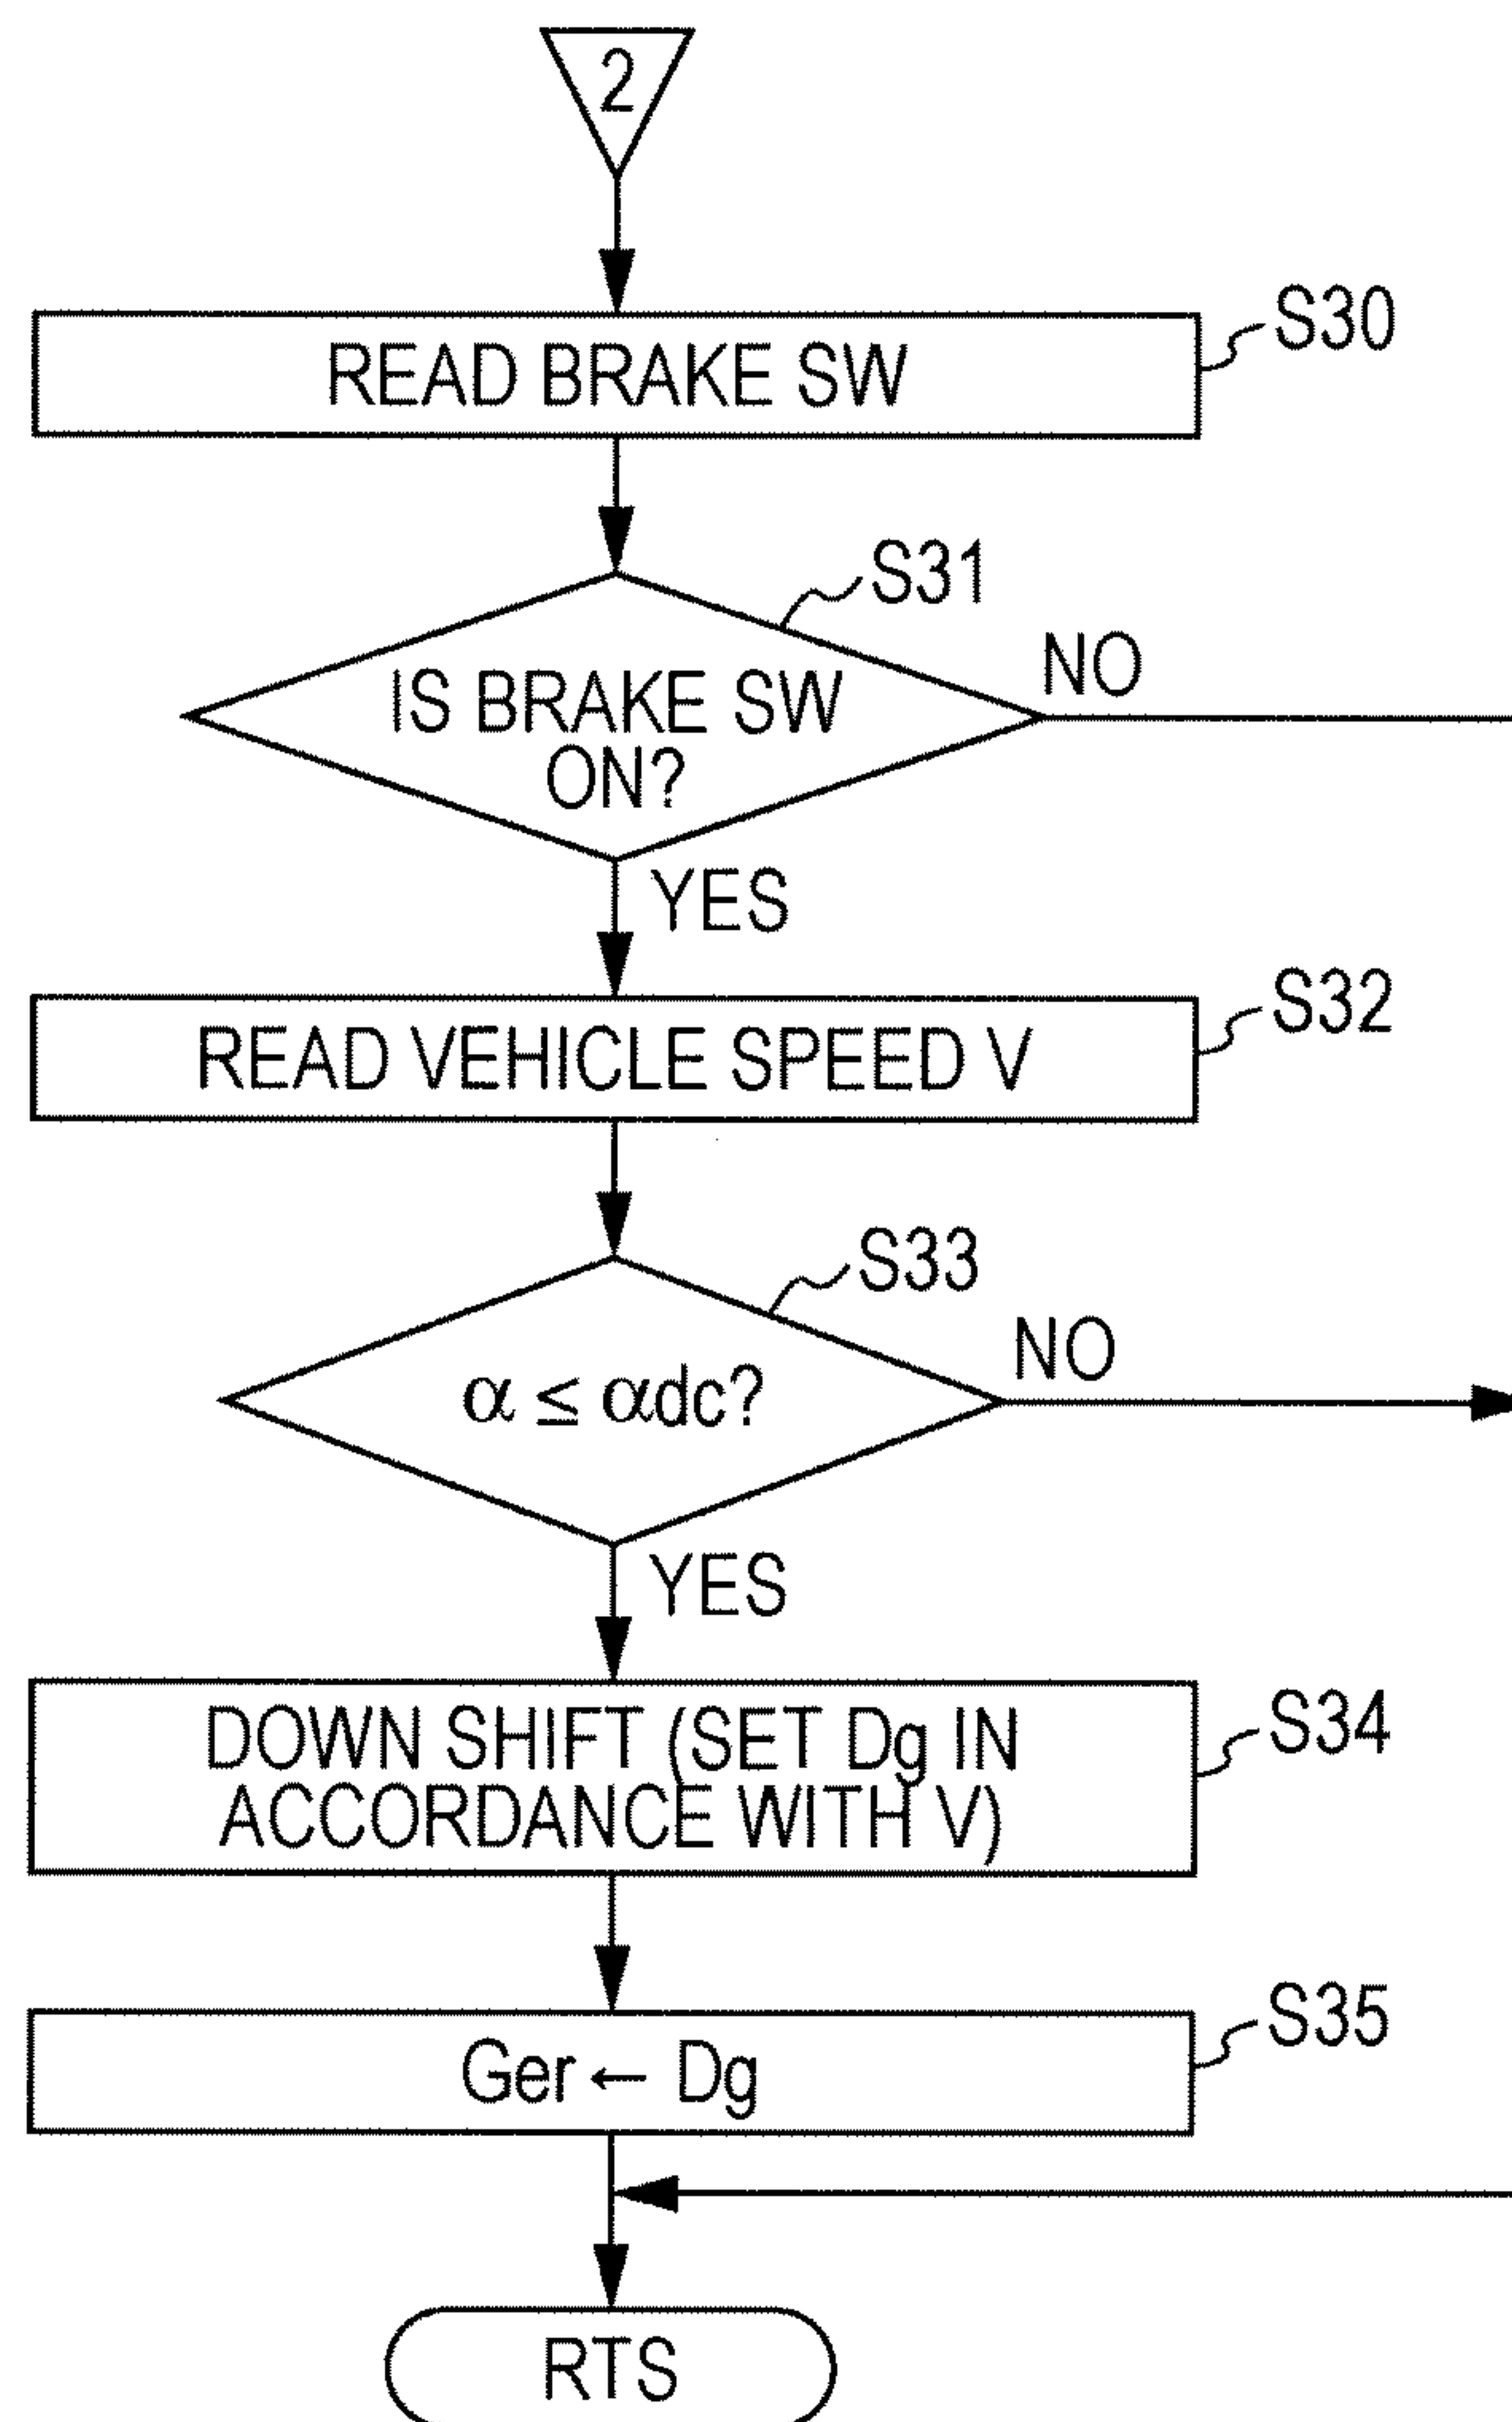 2
READ BRAKE SW
S30
S31
IS BRAKE SW
ON?
NO
YES
READ VEHICLE SPEED V
S32
S33
α ≤ αdc?
NO
YES
DOWN SHIFT (SET Dg IN
ACCORDANCE WITH V)
S34
Ger ← Dg
S35
RTS